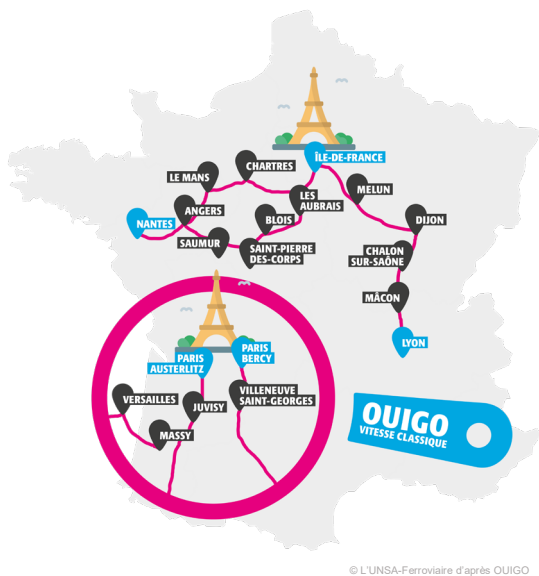 ÎLE-DE-FRANCE
CHARTRES
LE MANS
MELUN
LES
AUBRAIS
ANGERS
NANTES
BLOIS
DIJON
SAUMUR
SAINT-PIERRE
DES-CORPS
CHALON
SUR-SAÔNE
MÂCON
LYON
PARIS
AUSTERLITZ
PARIS
BERCY
VERSAILLES
JUVISY
VILLENEUVE
SAINT-GEORGES
MASSY
OUIGO
VITESSE CLASSIQUE
© L'UNSA-Ferroviaire d'après OUIGO